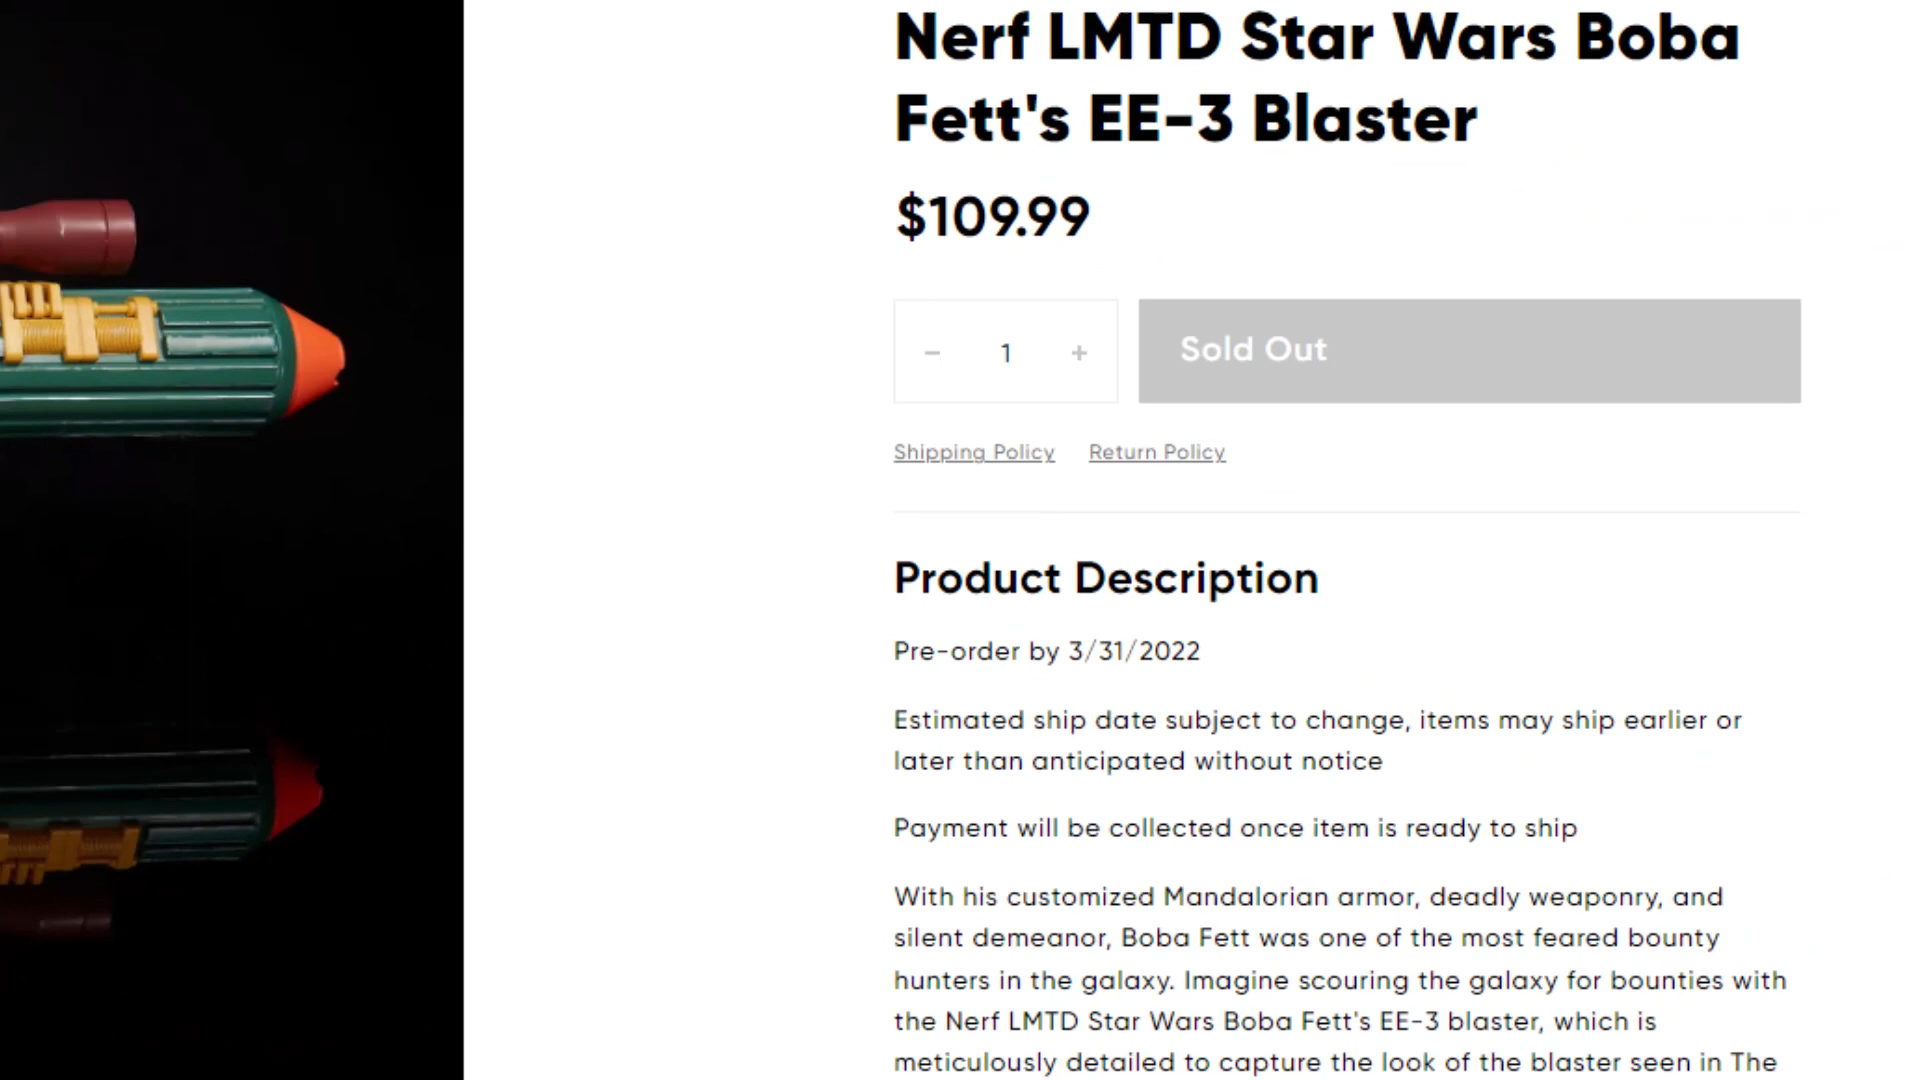 Nerf LMTD Star Wars Boba
Fett's EE-3 Blaster
$109.99
− 1 +
Sold Out
Shipping Policy Return Policy
Product Description
Pre-order by 3/31/2022
Estimated ship date subject to change, items may ship earlier or
later than anticipated without notice
Payment will be collected once item is ready to ship
With his customized Mandalorian armor, deadly weaponry, and
silent demeanor, Boba Fett was one of the most feared bounty
hunters in the galaxy. Imagine scouring the galaxy for bounties with
the Nerf LMTD Star Wars Boba Fett's EE-3 blaster, which is
meticulously detailed to capture the look of the blaster seen in The